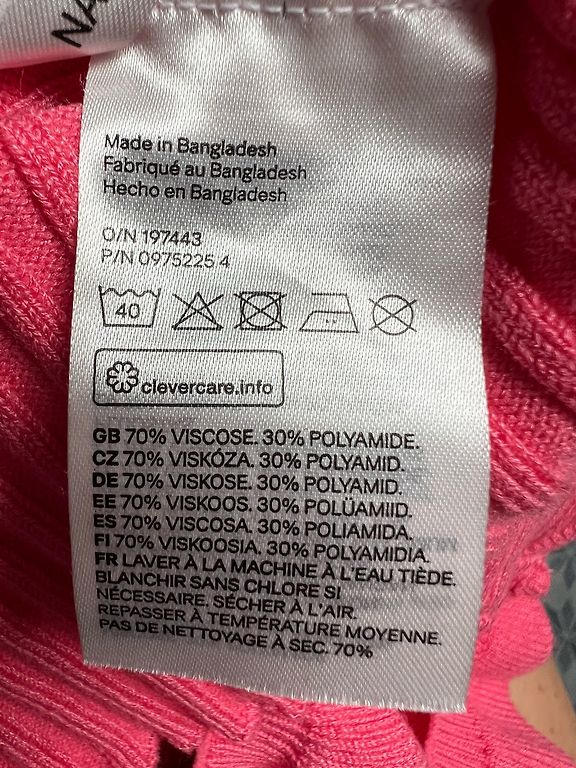 Made in Bangladesh
Fabriqué au Bangladesh
Hecho en Bangladesh
O/N 197443
P/N 0975225 4
40
clevercare.info
GB 70% VISCOSE. 30% POLYAMIDE.
CZ 70% VISKÓZA. 30% POLYAMID.
DE 70% VISKOSE. 30% POLYAMID.
EE 70% VISKOOS. 30% POLÜAMIID.
ES 70% VISCOSA. 30% POLIAMIDA.
FI 70% VISKOOSIA. 30% POLYAMIDIA.
FR LAVER À LA MACHINE À L'EAU TIÈDE.
BLANCHIR SANS CHLORE SI
NÉCESSAIRE. SÉCHER À L'AIR.
REPASSER À TEMPÉRATURE MOYENNE.
PAS DE NETTOYAGE À SEC. 70%